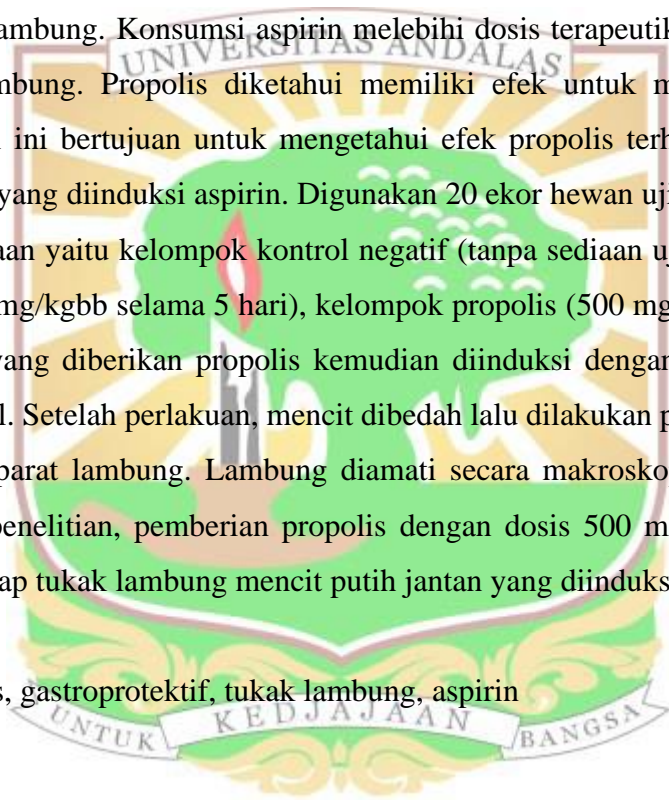 lambung. Konsumsi aspirin melebihi dosis terapeutik
UNIVERSITAS ANDALAS
mbung. Propolis diketahui memiliki efek untuk m
ini bertujuan untuk mengetahui efek propolis terh
yang diinduksi aspirin. Digunakan 20 ekor hewan uji
aan yaitu kelompok kontrol negatif (tanpa sediaan uj
mg/kgbb selama 5 hari), kelompok propolis (500 mg
yang diberikan propolis kemudian diinduksi dengan
l. Setelah perlakuan, mencit dibedah lalu dilakukan p
parat lambung. Lambung diamati secara makrosko
penelitian, pemberian propolis dengan dosis 500 m
ap tukak lambung mencit putih jantan yang diinduks
s, gastroprotektif, tukak lambung, aspirin
UNTUK KEDJAJAAN BANGSA